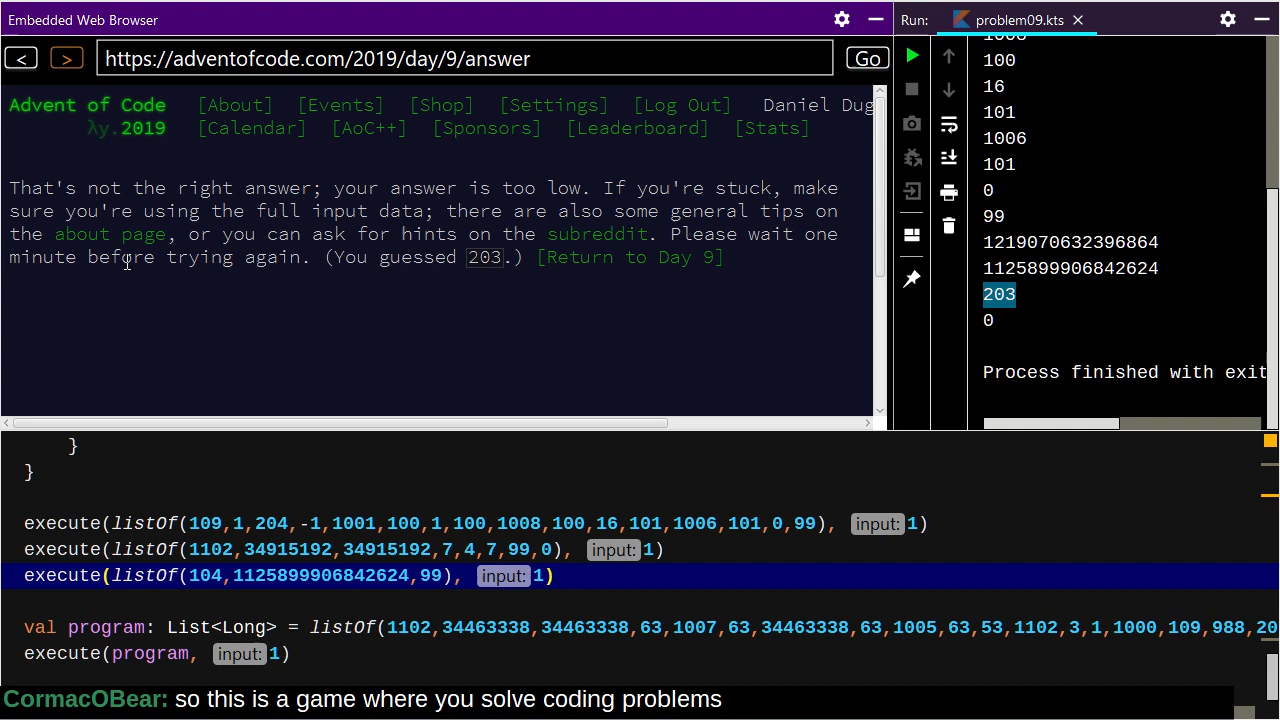 Embedded Web Browser
< > https://adventofcode.com/2019/day/9/answer Go
Advent of Code [About] [Events] [Shop] [Settings] [Log Out] Daniel Dug
λy.2019 [Calendar] [AoC++] [Sponsors] [Leaderboard] [Stats]
That's not the right answer; your answer is too low. If you're stuck, make
sure you're using the full input data; there are also some general tips on
the about page, or you can ask for hints on the subreddit. Please wait one
minute before trying again. (You guessed 203.) [Return to Day 9]
Run: problem09.kts
1008
100
16
101
1006
101
0
99
1219070632396864
1125899906842624
203
0
Process finished with exit
}
}
execute(listOf(109,1,204,-1,1001,100,1,100,1008,100,16,101,1006,101,0,99), input: 1)
execute(listOf(1102,34915192,34915192,7,4,7,99,0), input: 1)
execute(listOf(104,1125899906842624,99), input: 1)
val program: List<Long> = listOf(1102,34463338,34463338,63,1007,63,34463338,63,1005,63,53,1102,3,1,1000,109,988,20
execute(program, input: 1)
CormacOBear: so this is a game where you solve coding problems